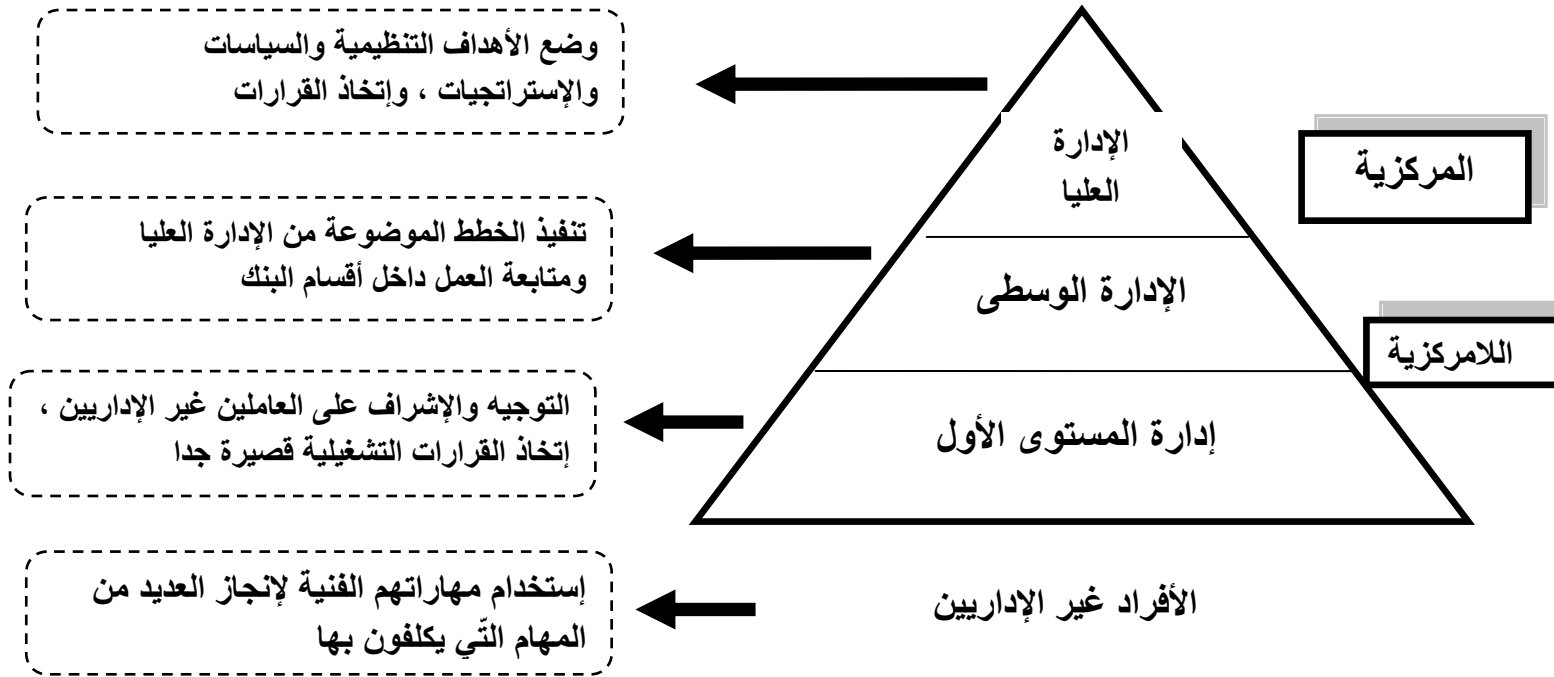 وضع الأهداف التنظيمية والسياسات
والإستراتجيات ، وإتخاذ القرارات
الإدارة
العليا
المركزية
تنفيذ الخطط الموضوعة من الإدارة العليا
ومتابعة العمل داخل أقسام البنك
الإدارة الوسطى
اللامركزية
التوجيه والإشراف على العاملين غير الإداريين ،
إتخاذ القرارات التشغيلية قصيرة جدا
إدارة المستوى الأول
إستخدام مهاراتهم الفنية لإنجاز العديد من
المهام التّي يكلفون بها
الأفراد غير الإداريين